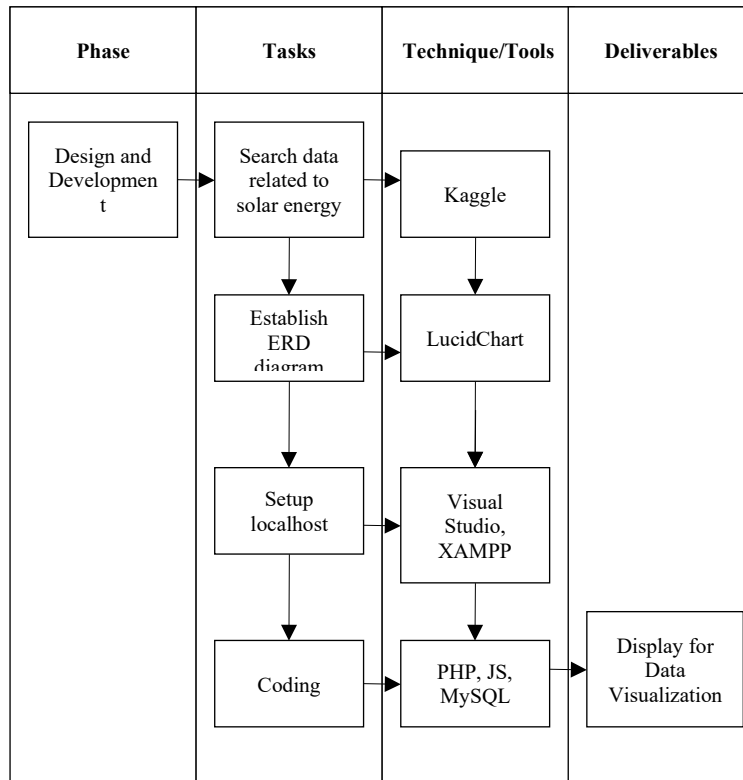 Phase
Tasks
Technique/Tools
Deliverables
Design and
Developmen
t
Search data
related to
solar energy
Kaggle
Establish
ERD
diagram
LucidChart
Setup
localhost
Visual
Studio,
XAMPP
Coding
PHP, JS,
MySQL
Display for
Data
Visualization